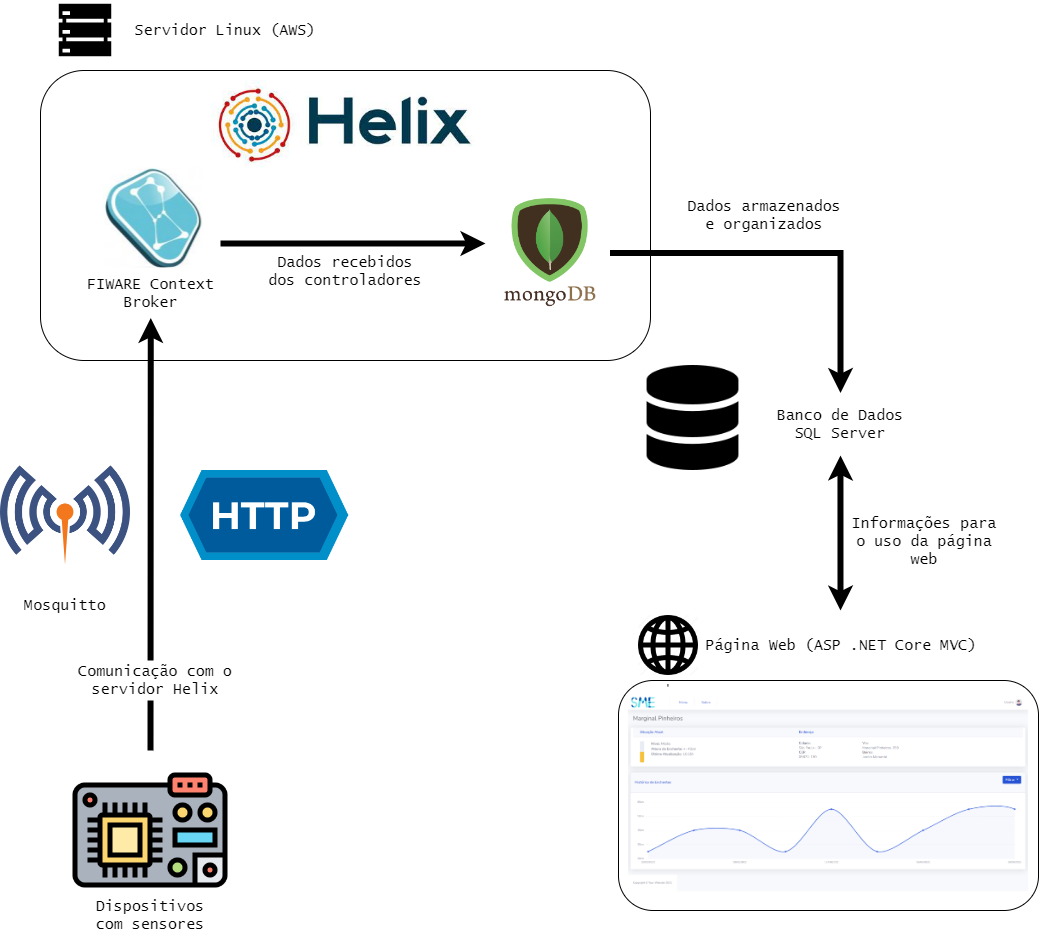 Servidor Linux (AWS)
Helix
FIWARE Context
Broker
Dados recebidos
dos controladores
mongoDB
Dados armazenados
e organizados
Banco de Dados
SQL Server
HTTP
Mosquitto
Informações para
o uso da página
web
Comunicação com o
servidor Helix
Página Web (ASP .NET Core MVC)
SME
Marginal Pinheiros
Dispositivos
com sensores